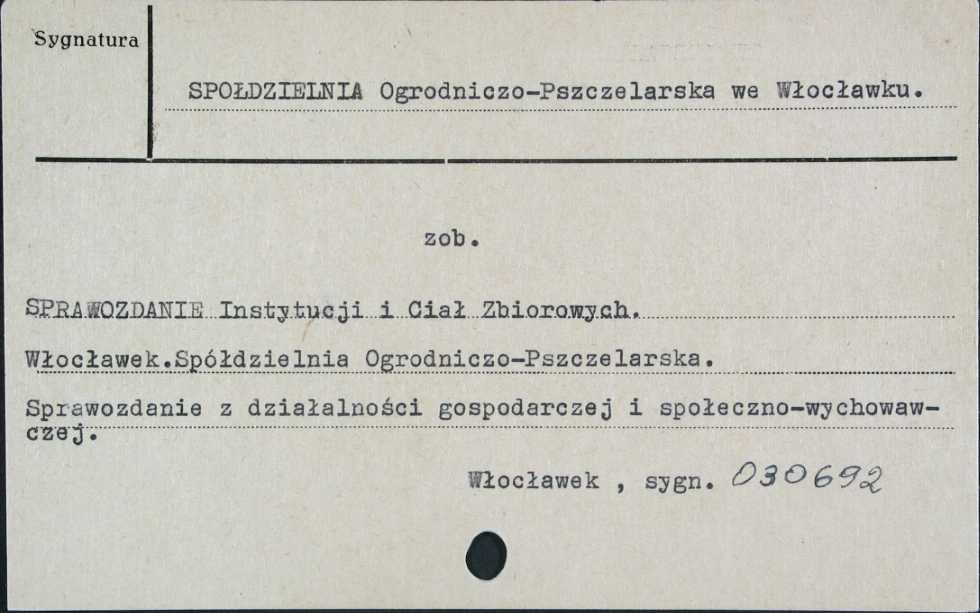 Sygnatura
SPOŁDZIELNIA Ogrodniczo-Pszczelarska we Włocławku.
zob.
SPRAWOZDANIE Instytucji i Ciał Zbiorowych.
Włocławek.Spółdzielnia Ogrodniczo-Pszczelarska.
Sprawozdanie z działalności gospodarczej i społeczno-wychowaw-
czej.
Włocławek , sygn. 030692